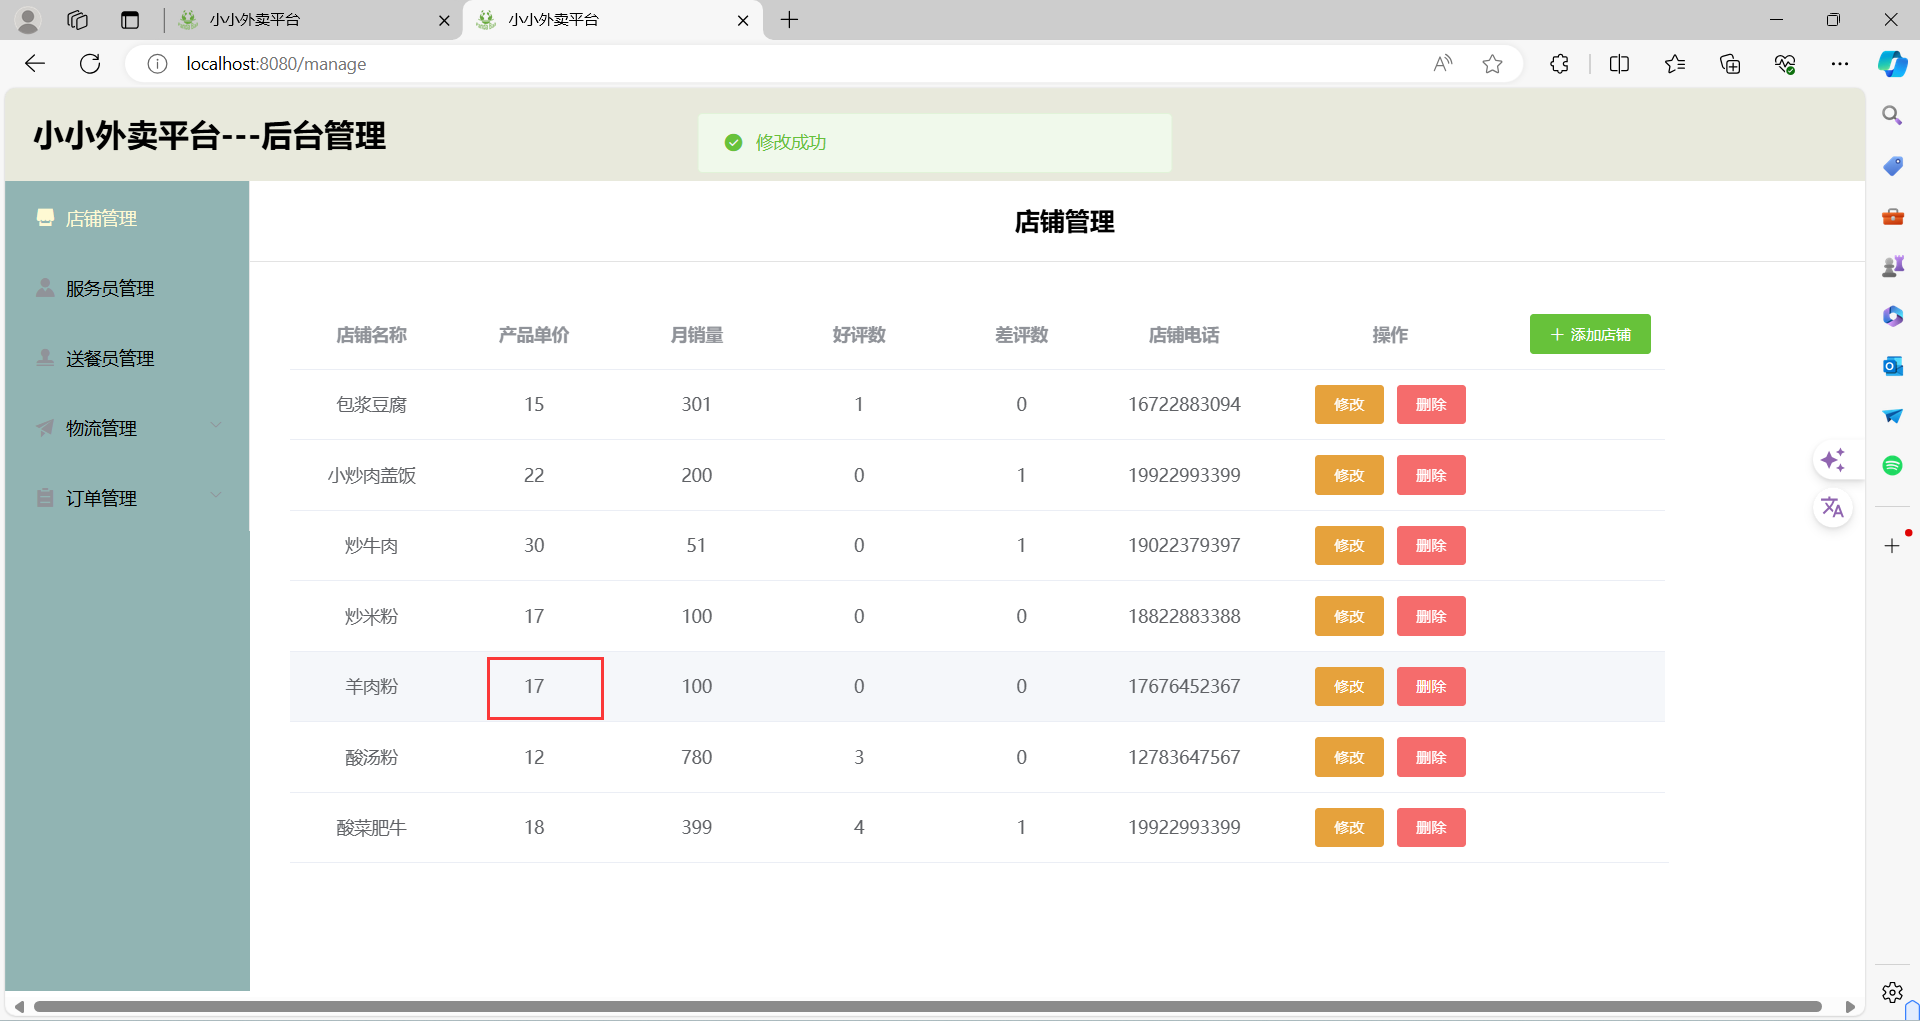 小小外卖平台
小小外卖平台
localhost:8080/manage
小小外卖平台---后台管理
修改成功
店铺管理
服务员管理
送餐员管理
物流管理
订单管理
店铺管理
店铺名称 产品单价 月销量 好评数 差评数 店铺电话 操作 添加店铺
包浆豆腐 15 301 1 0 16722883094 修改 删除
小炒肉盖饭 22 200 0 1 19922993399 修改 删除
炒牛肉 30 51 0 1 19022379397 修改 删除
炒米粉 17 100 0 0 18822883388 修改 删除
羊肉粉 17 100 0 0 17676452367 修改 删除
酸汤粉 12 780 3 0 12783647567 修改 删除
酸菜肥牛 18 399 4 1 19922993399 修改 删除